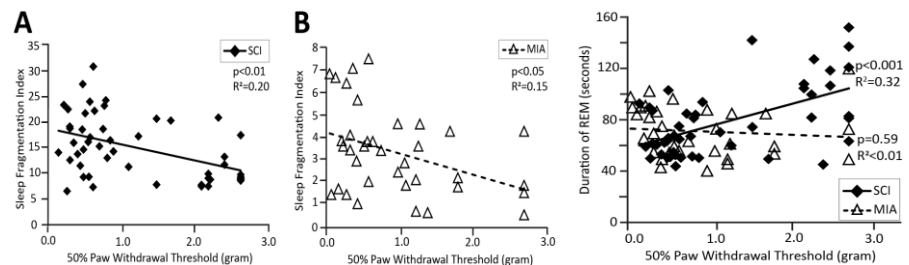 A
35
30
25
20
15
10
5
0
0
1.0
2.0
3.0
Sleep Fragmentation Index
50% Paw Withdrawal Threshold (gram)
SCI
p<0.01
R²=0.20
B
8
7
6
5
4
3
2
1
0
0
1.0
2.0
3.0
Sleep Fragmentation Index
50% Paw Withdrawal Threshold (gram)
MIA
p<0.05
R²=0.15
160
120
80
40
0
0.0
1.0
2.0
3.0
Duration of REM (seconds)
50% Paw Withdrawal Threshold (gram)
p<0.001
R²=0.32
p=0.59
R²<0.01
SCI
MIA